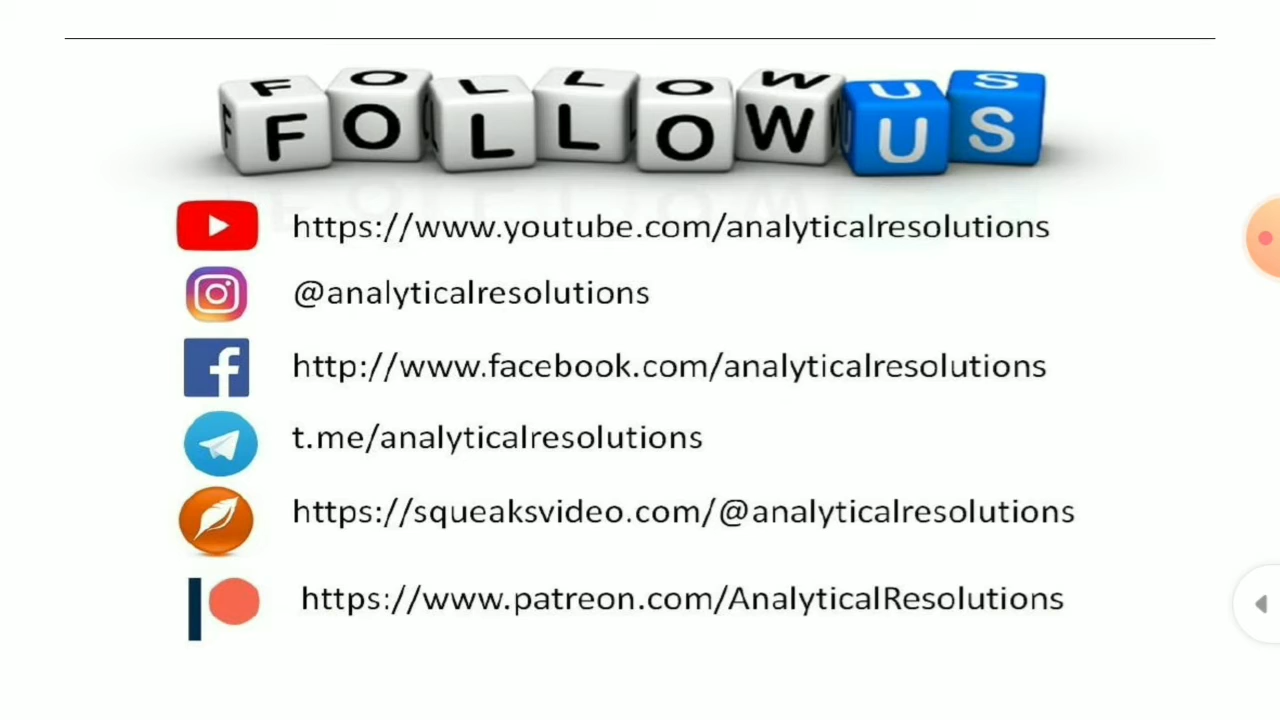 FOLLOW US
https://www.youtube.com/analyticalresolutions
@analyticalresolutions
http://www.facebook.com/analyticalresolutions
t.me/analyticalresolutions
https://squeaksvideo.com/@analyticalresolutions
https://www.patreon.com/AnalyticalResolutions